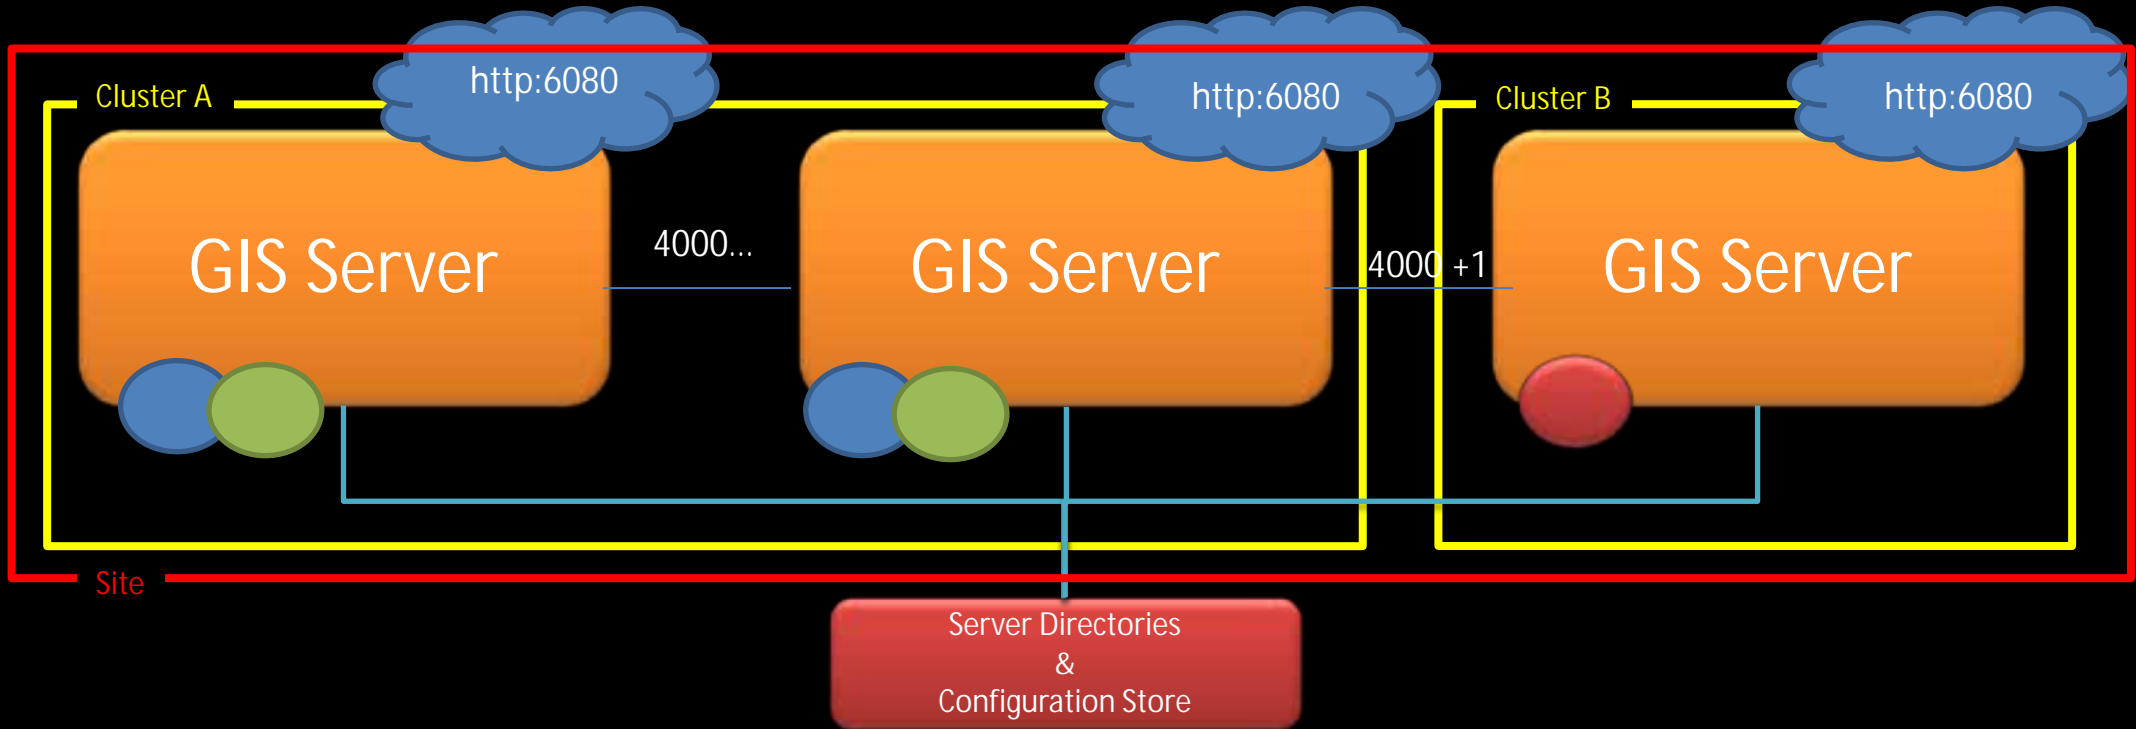 http:6080
http:6080
http:6080
Cluster A
Cluster B
GIS Server
4000...
GIS Server
4000 +1
GIS Server
Site
Server Directories
&
Configuration Store